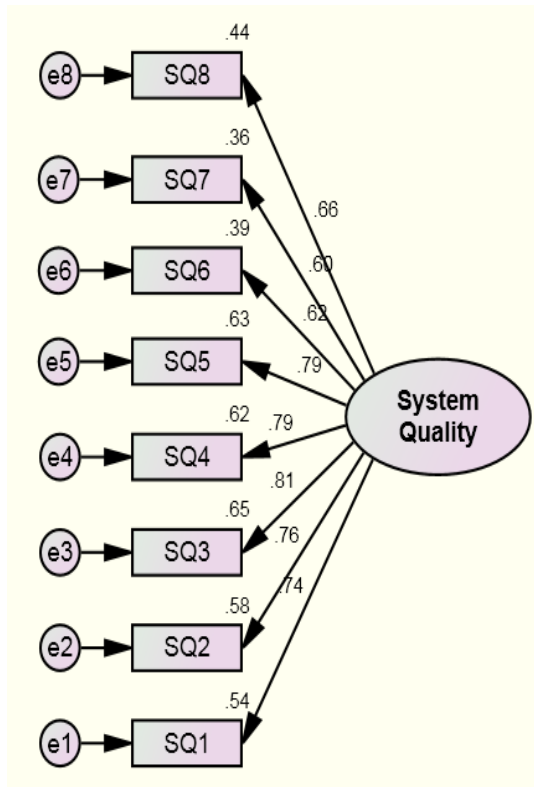 .44
e8
SQ8
.36
e7
SQ7
.66
.39
e6
SQ6
.60
.62
.63
e5
SQ5
.79
System
Quality
.62
.79
e4
SQ4
.81
.65
e3
SQ3
.76
.74
.58
e2
SQ2
.54
e1
SQ1